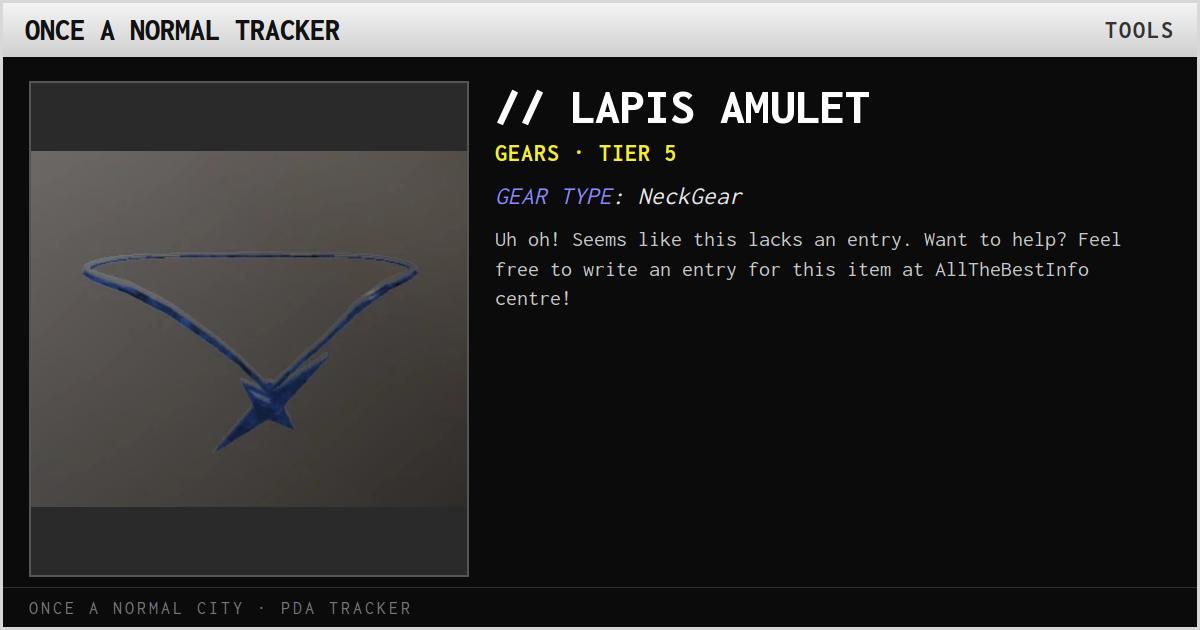 ONCE A NORMAL TRACKER
TOOLS
// LAPIS AMULET
GEARS · TIER 5
GEAR TYPE: NeckGear
Uh oh! Seems like this lacks an entry. Want to help? Feel
free to write an entry for this item at AllTheBestInfo
centre!
ONCE A NORMAL CITY · PDA TRACKER